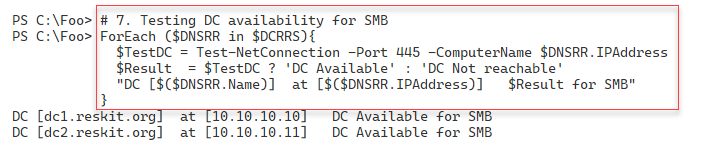 PS C:\Foo> # 7. Testing DC availability for SMB
PS C:\Foo> ForEach ($DNSRR in $DCRRS){
  $TestDC = Test-NetConnection -Port 445 -ComputerName $DNSRR.IPAddress
  $Result  = $TestDC ? 'DC Available' : 'DC Not reachable'
  "DC [$($DNSRR.Name)]  at [$($DNSRR.IPAddress)]   $Result for SMB"
}
DC [dc1.reskit.org]  at [10.10.10.10]   DC Available for SMB
DC [dc2.reskit.org]  at [10.10.10.11]   DC Available for SMB